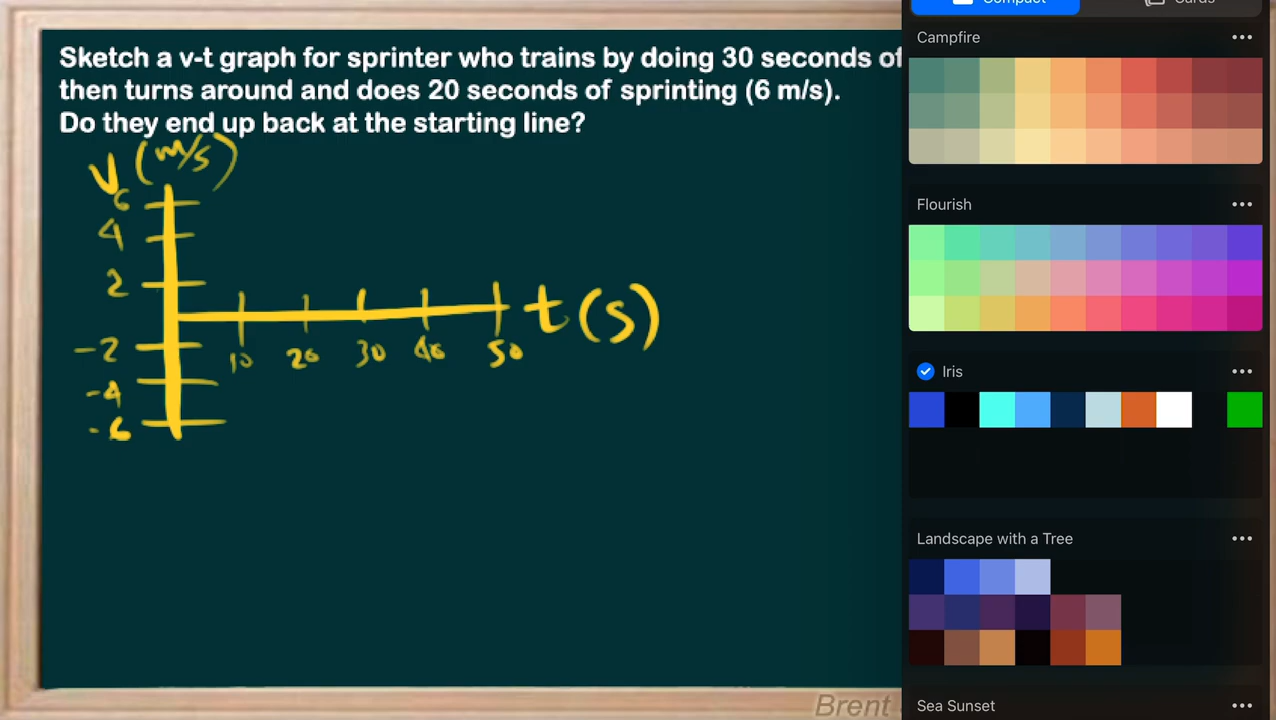 Compact Cards
Sketch a v-t graph for sprinter who trains by doing 30 seconds of
then turns around and does 20 seconds of sprinting (6 m/s).
Do they end up back at the starting line?
V (m/s)
6
4
2
-2
-4
-6
10 20 30 40 50
t (s)
Campfire
Flourish
Iris
Landscape with a Tree
Sea Sunset
Brent